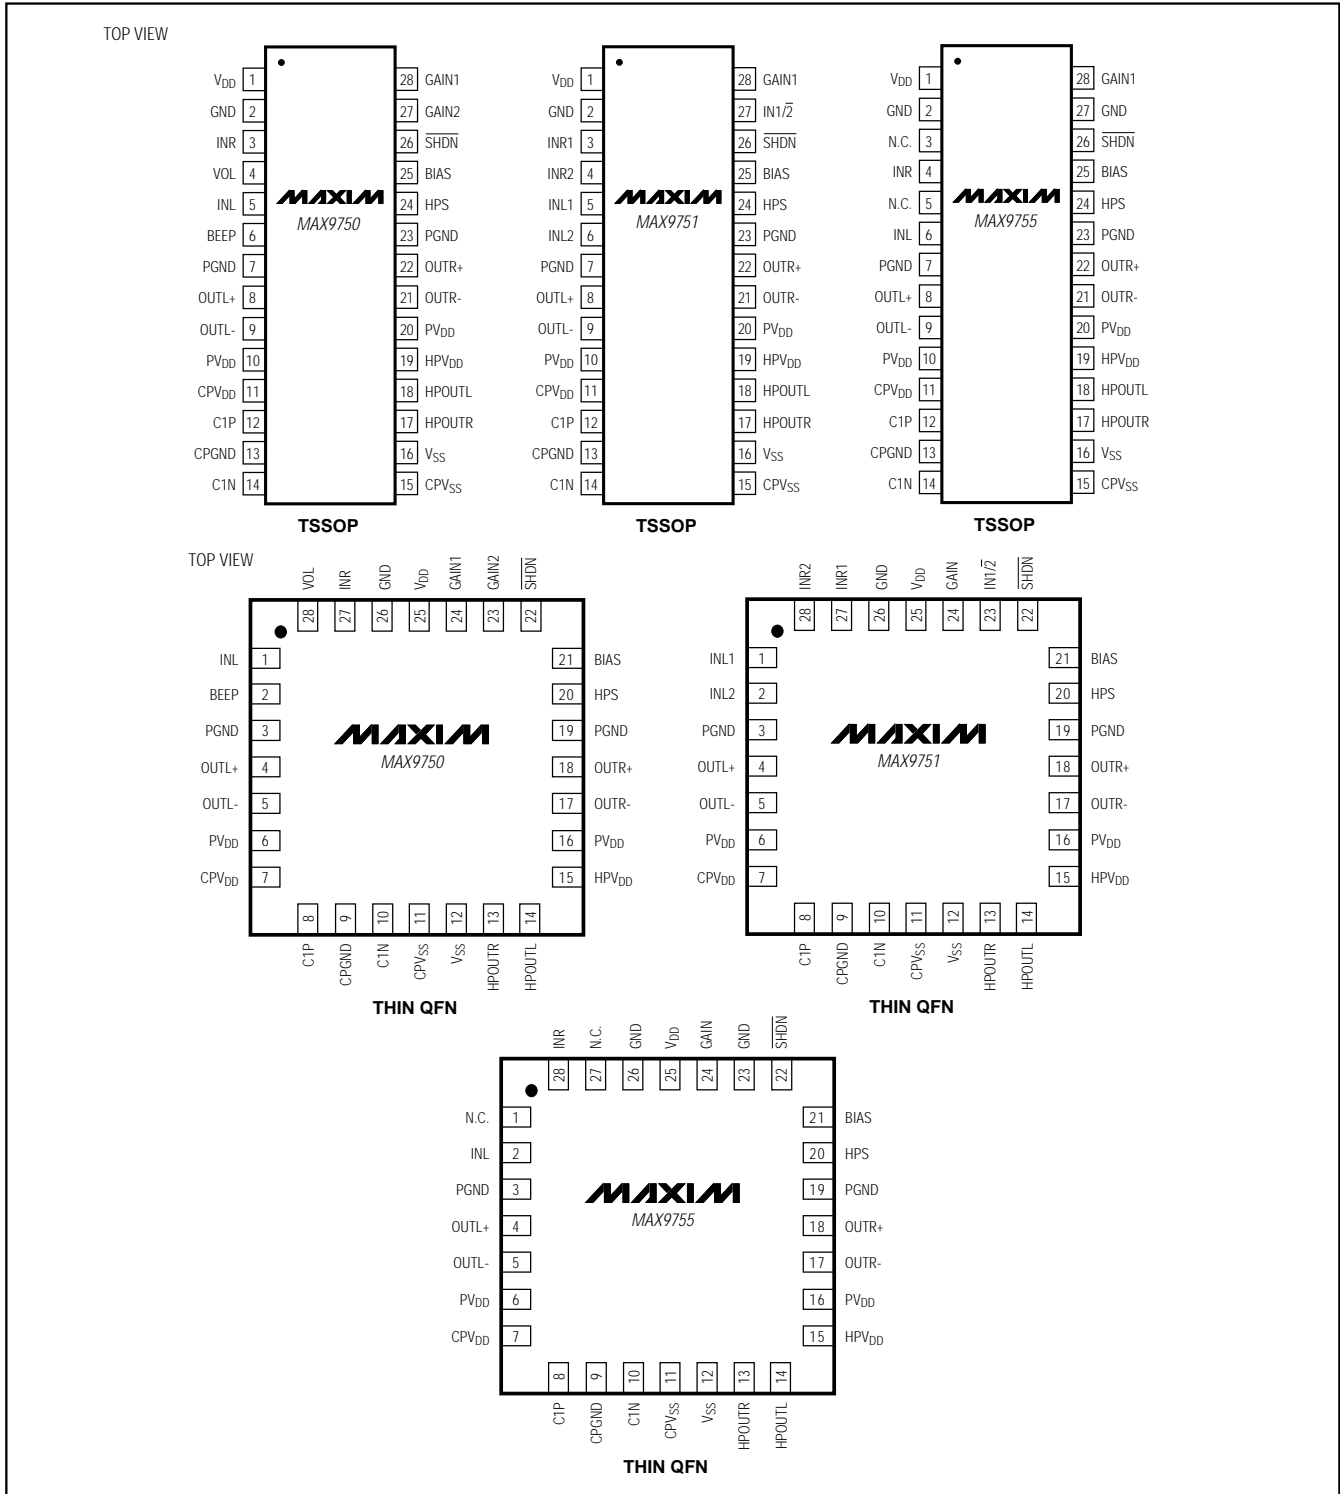 TOP VIEW
VDD 1 28 GAIN1
GND 2 27 GAIN2
INR 3 26 S̅H̅D̅N̅
VOL 4 25 BIAS
INL 5 24 HPS
BEEP 6 23 PGND
PGND 7 22 OUTR+
OUTL+ 8 21 OUTR-
OUTL- 9 20 PVDD
PVDD 10 19 HPVDD
CPVDD 11 18 HPOUTL
C1P 12 17 HPOUTR
CPGND 13 16 VSS
C1N 14 15 CPVSS
MAXIM
MAX9750
TSSOP
VDD 1 28 GAIN1
GND 2 27 IN1/2̅
INR1 3 26 S̅H̅D̅N̅
INR2 4 25 BIAS
INL1 5 24 HPS
INL2 6 23 PGND
PGND 7 22 OUTR+
OUTL+ 8 21 OUTR-
OUTL- 9 20 PVDD
PVDD 10 19 HPVDD
CPVDD 11 18 HPOUTL
C1P 12 17 HPOUTR
CPGND 13 16 VSS
C1N 14 15 CPVSS
MAXIM
MAX9751
TSSOP
VDD 1 28 GAIN1
GND 2 27 GND
N.C. 3 26 S̅H̅D̅N̅
INR 4 25 BIAS
N.C. 5 24 HPS
INL 6 23 PGND
PGND 7 22 OUTR+
OUTL+ 8 21 OUTR-
OUTL- 9 20 PVDD
PVDD 10 19 HPVDD
CPVDD 11 18 HPOUTL
C1P 12 17 HPOUTR
CPGND 13 16 VSS
C1N 14 15 CPVSS
MAXIM
MAX9755
TSSOP
TOP VIEW
VOL INR GND VDD GAIN1 GAIN2 S̅H̅D̅N̅
28 27 26 25 24 23 22
INL 1 21 BIAS
BEEP 2 20 HPS
PGND 3 19 PGND
OUTL+ 4 18 OUTR+
OUTL- 5 17 OUTR-
PVDD 6 16 PVDD
CPVDD 7 15 HPVDD
MAXIM
MAX9750
8 9 10 11 12 13 14
C1P CPGND C1N CPVSS VSS HPOUTR HPOUTL
THIN QFN
INR2 INR1 GND VDD GAIN IN1/2̅ S̅H̅D̅N̅
28 27 26 25 24 23 22
INL1 1 21 BIAS
INL2 2 20 HPS
PGND 3 19 PGND
OUTL+ 4 18 OUTR+
OUTL- 5 17 OUTR-
PVDD 6 16 PVDD
CPVDD 7 15 HPVDD
MAXIM
MAX9751
8 9 10 11 12 13 14
C1P CPGND C1N CPVSS VSS HPOUTR HPOUTL
THIN QFN
INR N.C. GND VDD GAIN GND S̅H̅D̅N̅
28 27 26 25 24 23 22
N.C. 1 21 BIAS
INL 2 20 HPS
PGND 3 19 PGND
OUTL+ 4 18 OUTR+
OUTL- 5 17 OUTR-
PVDD 6 16 PVDD
CPVDD 7 15 HPVDD
MAXIM
MAX9755
8 9 10 11 12 13 14
C1P CPGND C1N CPVSS VSS HPOUTR HPOUTL
THIN QFN